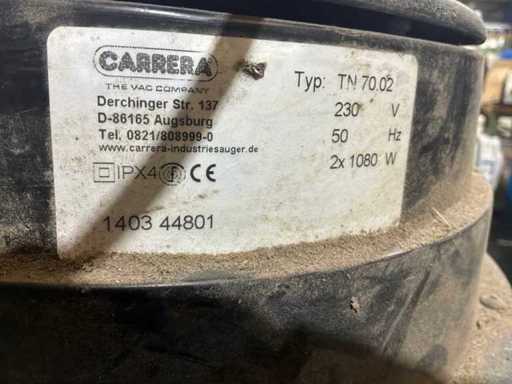 CARRERA
THE VAC COMPANY
Derchinger Str. 137
D-86165 Augsburg
Tel. 0821/808999-0
www.carrera-industriesauger.de
IPX4 CE
1403 44801
Typ: TN 70.02
230 V
50 Hz
2x 1080 W